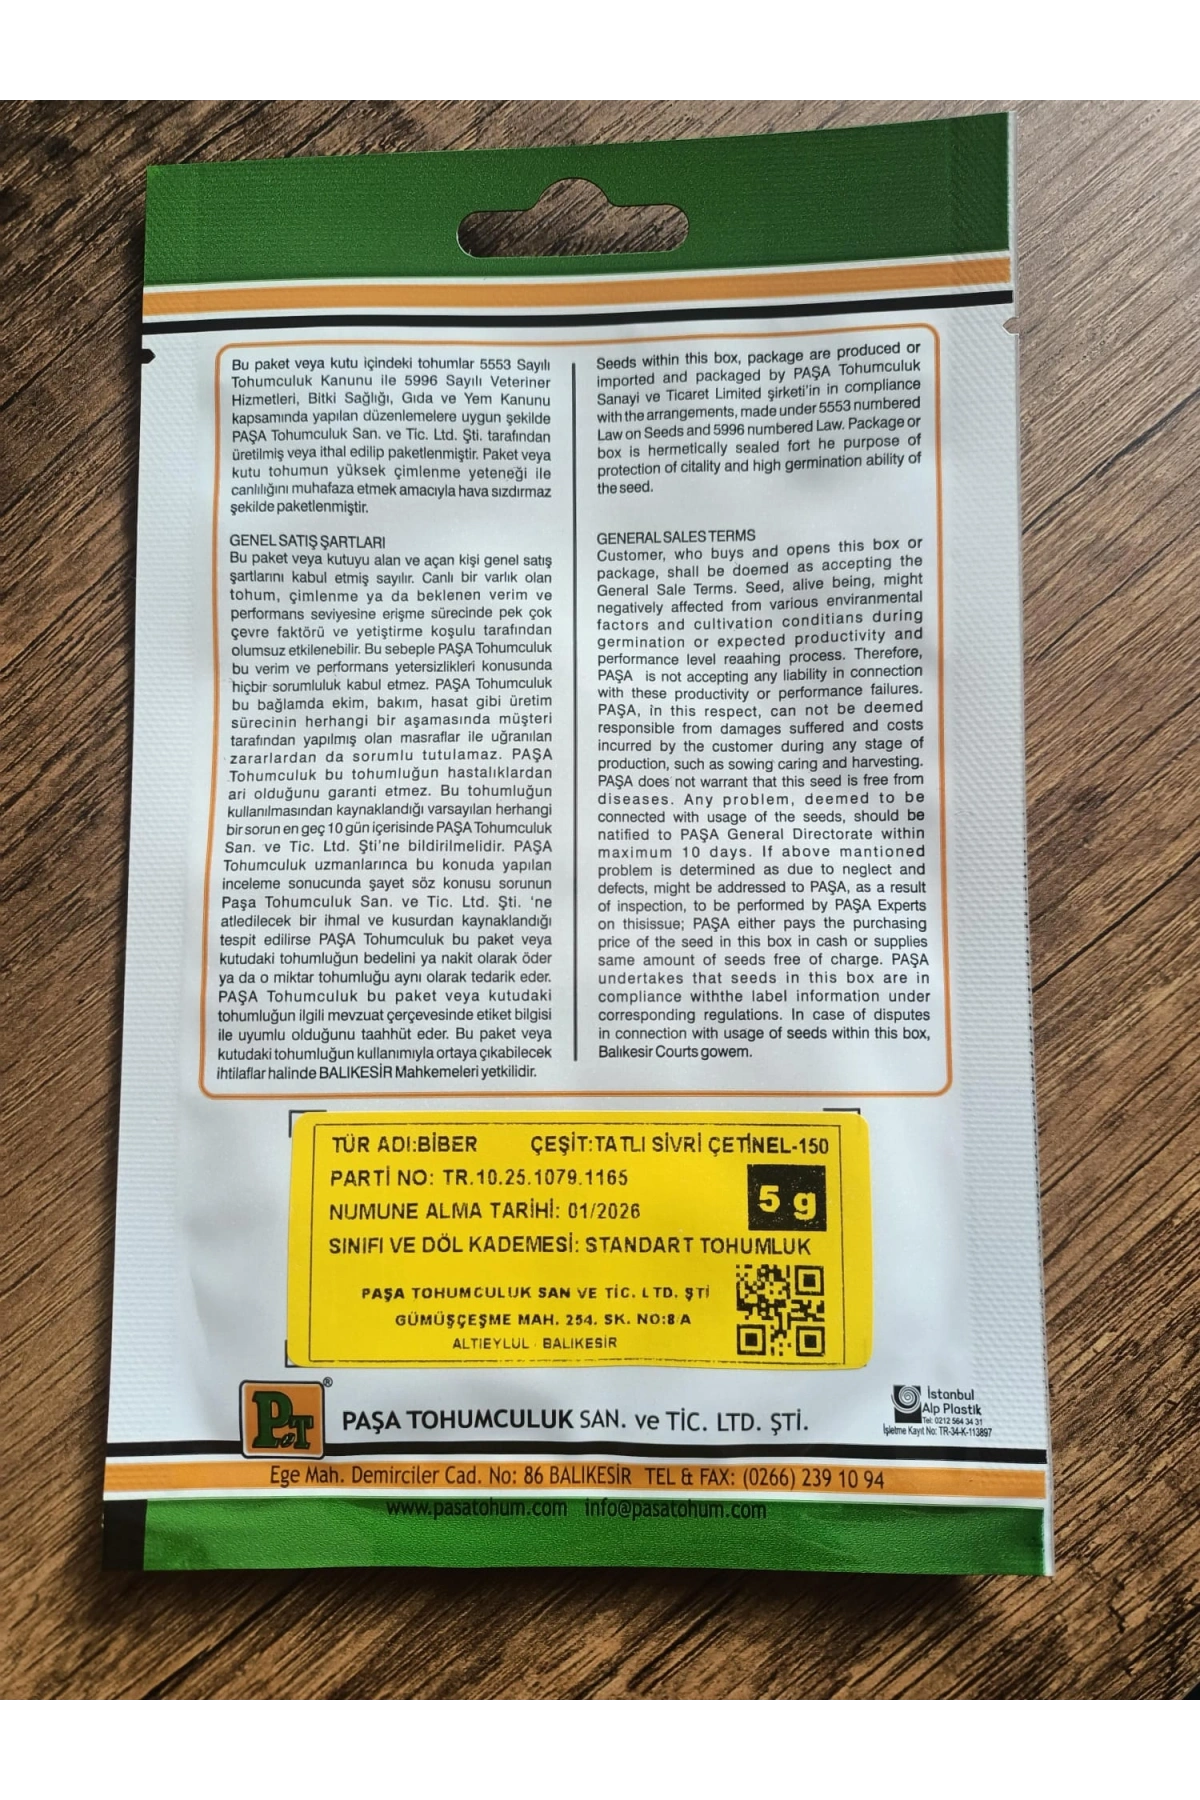 Bu paket veya kutu içindeki tohumlar 5553 Sayılı
Tohumculuk Kanunu ile 5996 Sayılı Veteriner
Hizmetleri, Bitki Sağlığı, Gıda ve Yem Kanunu
kapsamında yapılan düzenlemelere uygun şekilde
PAŞA Tohumculuk San. ve Tic. Ltd. Şti. tarafından
üretilmiş veya ithal edilip paketlenmiştir. Paket veya
kutu tohumun yüksek çimlenme yeteneği ile
canlılığını muhafaza etmek amacıyla hava sızdırmaz
şekilde paketlenmiştir.
GENEL SATIŞ ŞARTLARI
Bu paket veya kutuyu alan ve açan kişi genel satış
şartlarını kabul etmiş sayılır. Canlı bir varlık olan
tohum, çimlenme ya da beklenen verim ve
performans seviyesine erişme sürecinde pek çok
çevre faktörü ve yetiştirme koşulu tarafından
olumsuz etkilenebilir. Bu sebeple PAŞA Tohumculuk
bu verim ve performans yetersizlikleri konusunda
hiçbir sorumluluk kabul etmez. PAŞA Tohumculuk
bu bağlamda ekim, bakım, hasat gibi üretim
sürecinin herhangi bir aşamasında müşteri
tarafından yapılmış olan masraflar ile uğranılan
zararlardan da sorumlu tutulamaz. PAŞA
Tohumculuk bu tohumluğun hastalıklardan
ari olduğunu garanti etmez. Bu tohumluğun
kullanılmasından kaynaklandığı varsayılan herhangi
bir sorun en geç 10 gün içerisinde PAŞA Tohumculuk
San. ve Tic. Ltd. Şti'ne bildirilmelidir. PAŞA
Tohumculuk uzmanlarınca bu konuda yapılan
inceleme sonucunda şayet söz konusu sorunun
Paşa Tohumculuk San. ve Tic. Ltd. Şti. 'ne
atledilecek bir ihmal ve kusurdan kaynaklandığı
tespit edilirse PAŞA Tohumculuk bu paket veya
kutudaki tohumluğun bedelini ya nakit olarak öder
ya da o miktar tohumluğu aynı olarak tedarik eder.
PAŞA Tohumculuk bu paket veya kutudaki
tohumluğun ilgili mevzuat çerçevesinde etiket bilgisi
ile uyumlu olduğunu taahhüt eder. Bu paket veya
kutudaki tohumluğun kullanımıyla ortaya çıkabilecek
ihtilaflar halinde BALIKESİR Mahkemeleri yetkilidir.
Seeds within this box, package are produced or
imported and packaged by PAŞA Tohumculuk
Sanayi ve Ticaret Limited şirketi'in in compliance
with the arrangements, made under 5553 numbered
Law on Seeds and 5996 numbered Law. Package or
box is hermetically sealed fort he purpose of
protection of citality and high germination ability of
the seed.
GENERAL SALES TERMS
Customer, who buys and opens this box or
package, shall be doemed as accepting the
General Sale Terms. Seed, alive being, might
negatively affected from various enviranmental
factors and cultivation conditians during
germination or expected productivity and
performance level reaahing process. Therefore,
PAŞA is not accepting any liability in connection
with these productivity or performance failures.
PAŞA, in this respect, can not be deemed
responsible from damages suffered and costs
incurred by the customer during any stage of
production, such as sowing caring and harvesting.
PAŞA does not warrant that this seed is free from
diseases. Any problem, deemed to be
connected with usage of the seeds, should be
natified to PAŞA General Directorate within
maximum 10 days. If above mantioned
problem is determined as due to neglect and
defects, might be addressed to PAŞA, as a result
of inspection, to be performed by PAŞA Experts
on thisissue; PAŞA either pays the purchasing
price of the seed in this box in cash or supplies
same amount of seeds free of charge. PAŞA
undertakes that seeds in this box are in
compliance withthe label information under
corresponding regulations. In case of disputes
in connection with usage of seeds within this box,
Balıkesir Courts gowem.
TÜR ADI:BİBER ÇEŞİT:TATLI SİVRİ ÇETİNEL-150
PARTİ NO: TR.10.25.1079.1165
5 g
NUMUNE ALMA TARİHİ: 01/2026
SINIFI VE DÖL KADEMESİ: STANDART TOHUMLUK
PAŞA TOHUMCULUK SAN VE TİC. LTD. ŞTİ
GÜMÜŞÇEŞME MAH. 254. SK. NO:8 A
ALTIEYLUL - BALIKESİR
PT®
PAŞA TOHUMCULUK SAN. ve TİC. LTD. ŞTİ.
İstanbul
Alp Plastik
Tel: 0212 564 34 31
İşletme Kayıt No: TR-34-K-113897
Ege Mah. Demirciler Cad. No: 86 BALIKESİR TEL & FAX: (0266) 239 10 94
www.pasatohum.com info@pasatohum.com